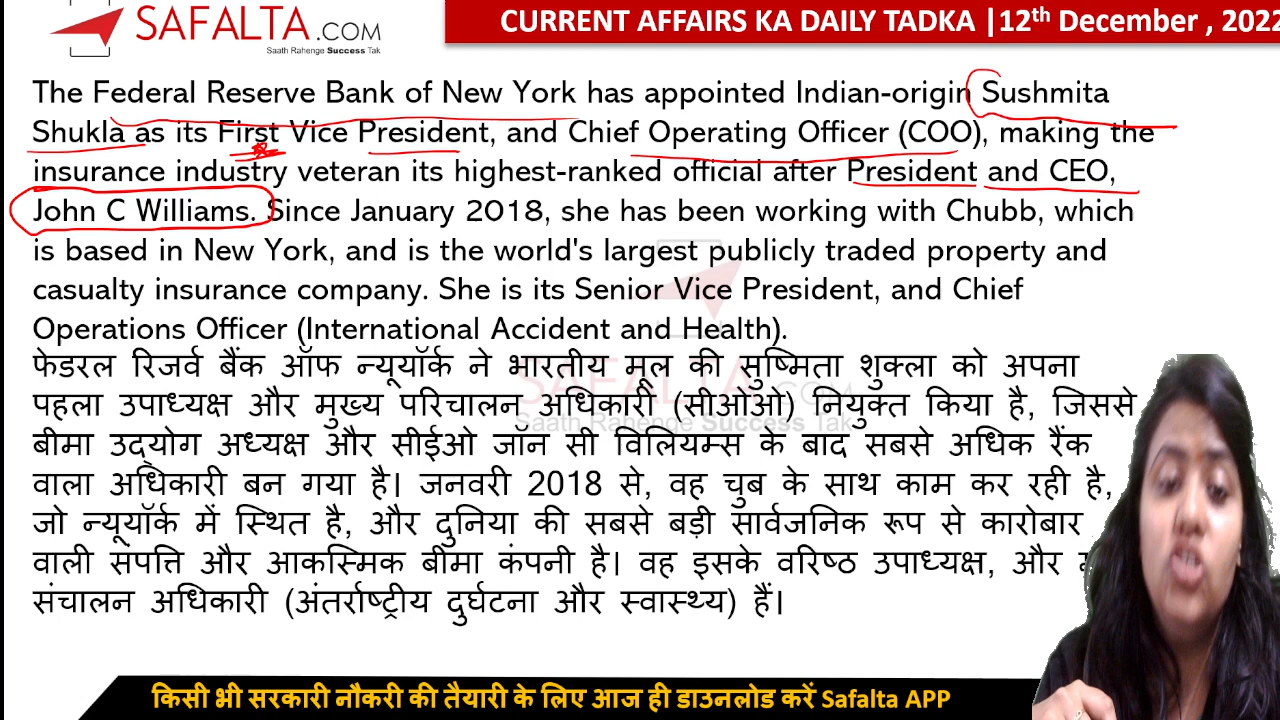 SAFALTA.COM
Saath Rahenge Success Tak
CURRENT AFFAIRS KA DAILY TADKA |12th December , 2022
The Federal Reserve Bank of New York has appointed Indian-origin Sushmita
Shukla as its First Vice President, and Chief Operating Officer (COO), making the
insurance industry veteran its highest-ranked official after President and CEO,
John C Williams. Since January 2018, she has been working with Chubb, which
is based in New York, and is the world's largest publicly traded property and
casualty insurance company. She is its Senior Vice President, and Chief
Operations Officer (International Accident and Health).
फेडरल रिजर्व बैंक ऑफ न्यूयॉर्क ने भारतीय मूल की सुष्मिता शुक्ला को अपना
पहला उपाध्यक्ष और मुख्य परिचालन अधिकारी (सीओओ) नियुक्त किया है, जिससे
बीमा उद्योग अध्यक्ष और सीईओ जॉन सी विलियम्स के बाद सबसे अधिक रैंक
वाला अधिकारी बन गया है। जनवरी 2018 से, वह चुब के साथ काम कर रही है,
जो न्यूयॉर्क में स्थित है, और दुनिया की सबसे बड़ी सार्वजनिक रूप से कारोबार
वाली संपत्ति और आकस्मिक बीमा कंपनी है। वह इसके वरिष्ठ उपाध्यक्ष, और
संचालन अधिकारी (अंतर्राष्ट्रीय दुर्घटना और स्वास्थ्य) हैं।
SAFALTA.COM
Saath Rahenge Success Tak
किसी भी सरकारी नौकरी की तैयारी के लिए आज ही डाउनलोड करें Safalta APP